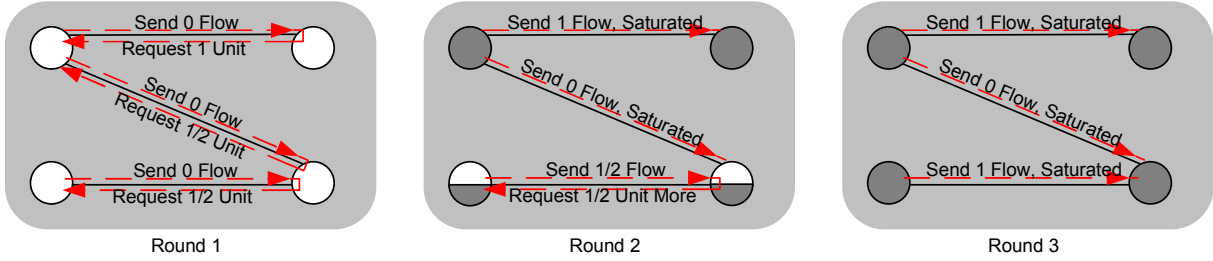 Send 0 Flow
Request 1 Unit
Send 0 Flow
Request 1/2 Unit
Send 0 Flow
Request 1/2 Unit
Round 1
Send 1 Flow, Saturated
Send 0 Flow, Saturated
Send 1/2 Flow
Request 1/2 Unit More
Round 2
Send 1 Flow, Saturated
Send 0 Flow, Saturated
Send 1 Flow, Saturated
Round 3